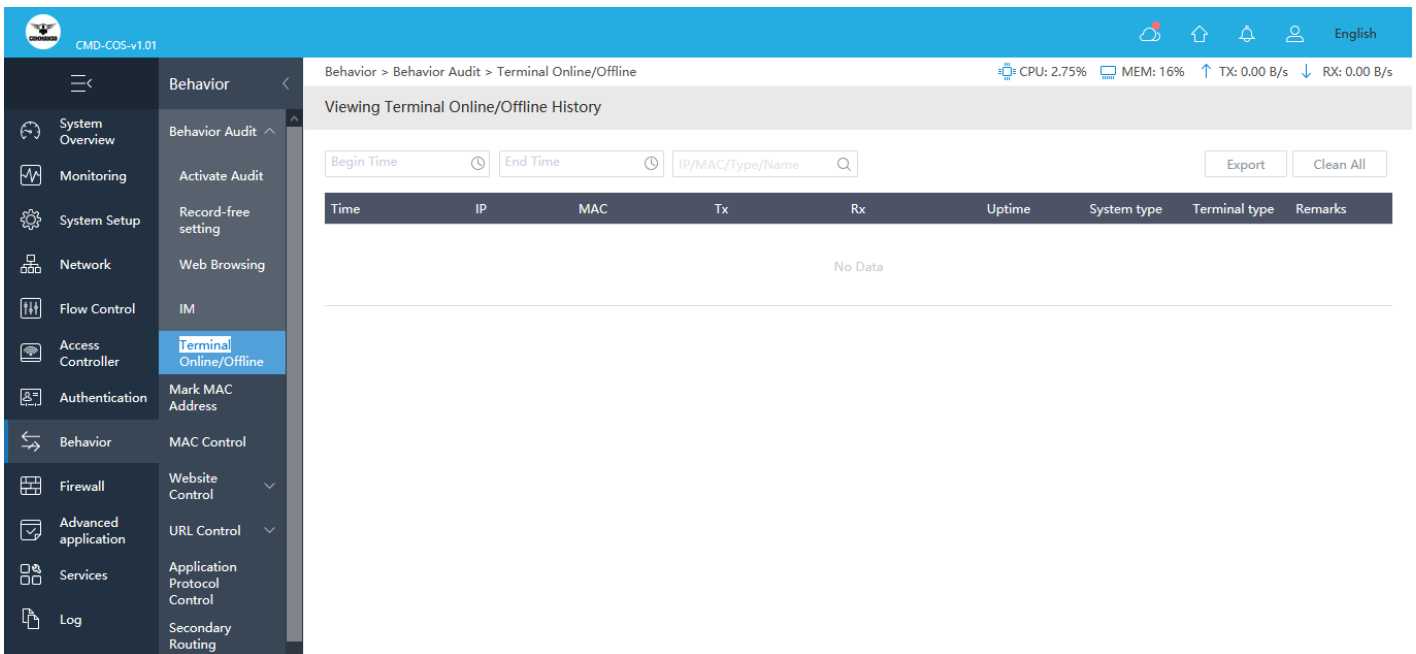 COMMANDO
CMD-COS-v1.01
English
Behavior
Behavior > Behavior Audit > Terminal Online/Offline
CPU: 2.75%
MEM: 16%
TX: 0.00 B/s
RX: 0.00 B/s
Viewing Terminal Online/Offline History
System
Overview
Monitoring
System Setup
Network
Flow Control
Access
Controller
Authentication
Behavior
Firewall
Advanced
application
Services
Log
Behavior Audit
Activate Audit
Record-free
setting
Web Browsing
IM
Terminal
Online/Offline
Mark MAC
Address
MAC Control
Website
Control
URL Control
Application
Protocol
Control
Secondary
Routing
Begin Time
End Time
IP/MAC/Type/Name
Export
Clean All
Time IP MAC Tx Rx Uptime System type Terminal type Remarks
No Data